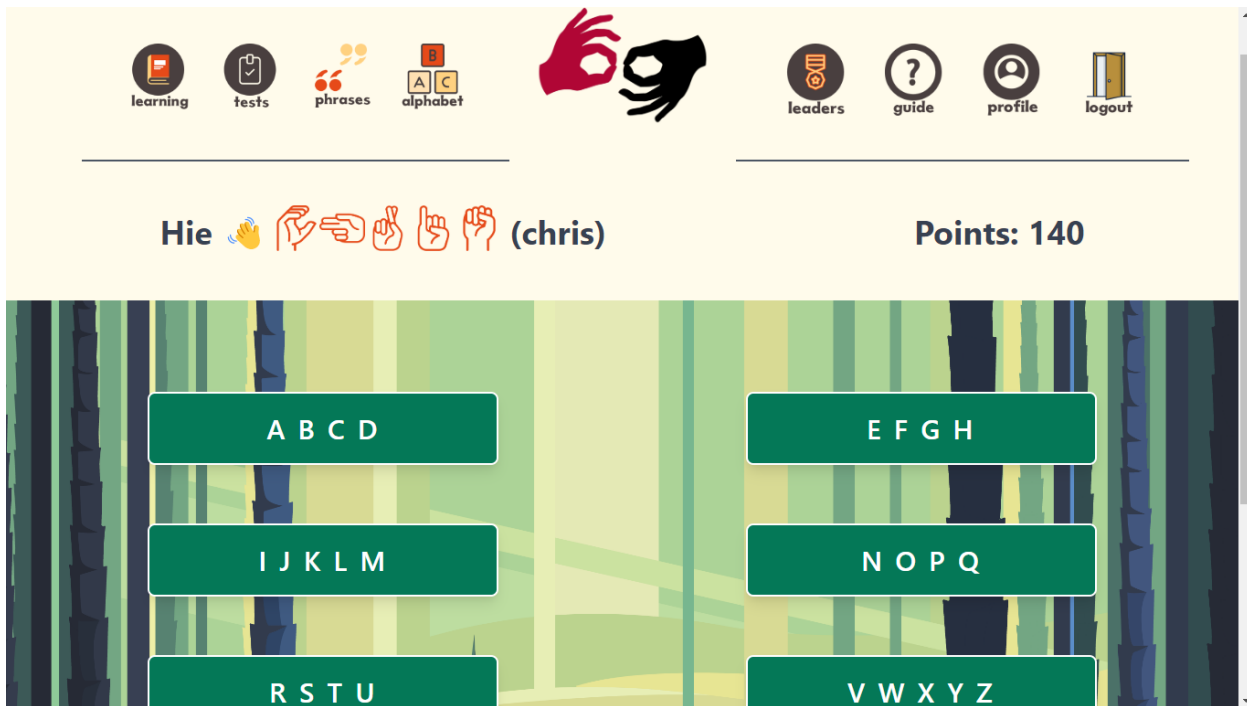 learning tests phrases alphabet leaders guide profile logout
B
A C
Hie (chris) Points: 140
A B C D
E F G H
I J K L M
N O P Q
R S T U
V W X Y Z